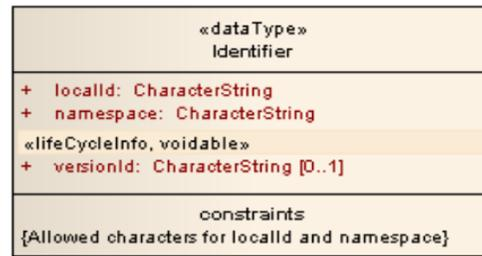 «dataType»
Identifier
+ localId: CharacterString
+ namespace: CharacterString
«lifeCycleInfo, voidable»
+ versionId: CharacterString [0..1]
constraints
{Allowed characters for localId and namespace}